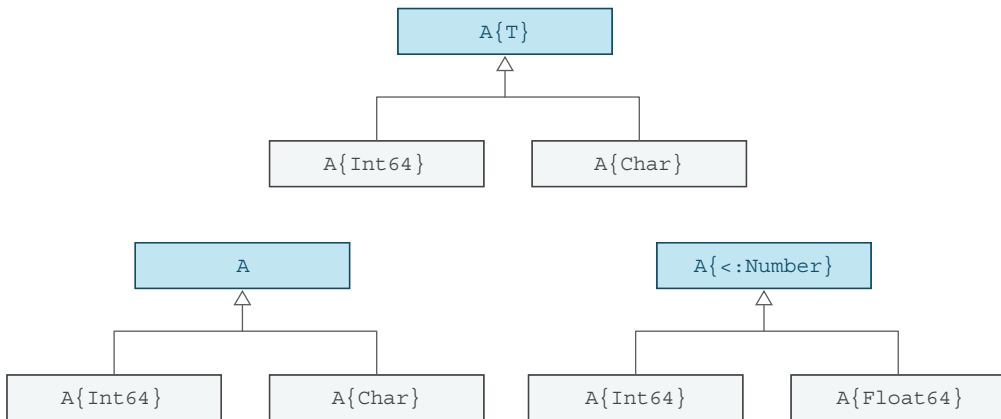 A{T}
A{Int64}
A{Char}
A
A{<:Number}
A{Int64}
A{Char}
A{Int64}
A{Float64}